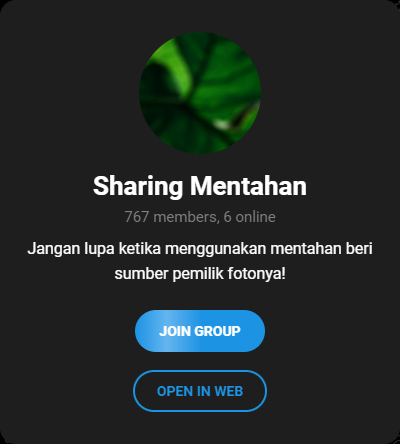 Sharing Mentahan
767 members, 6 online
Jangan lupa ketika menggunakan mentahan beri
sumber pemilik fotonya!
JOIN GROUP
OPEN IN WEB